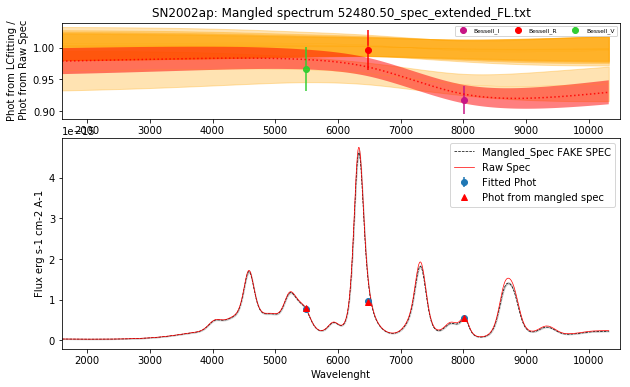 SN2002ap: Mangled spectrum 52480.50_spec_extended_FL.txt
Phot from LCfitting /
Phot from Raw Spec
1.00
0.95
0.90
Bessell_I
Bessell_R
Bessell_V
2000 3000 4000 5000 6000 7000 8000 9000 10000
Flux erg s-1 cm-2 A-1
4
3
2
1
0
Mangled_Spec FAKE SPEC
Raw Spec
Fitted Phot
Phot from mangled spec
2000 3000 4000 5000 6000 7000 8000 9000 10000
Wavelenght